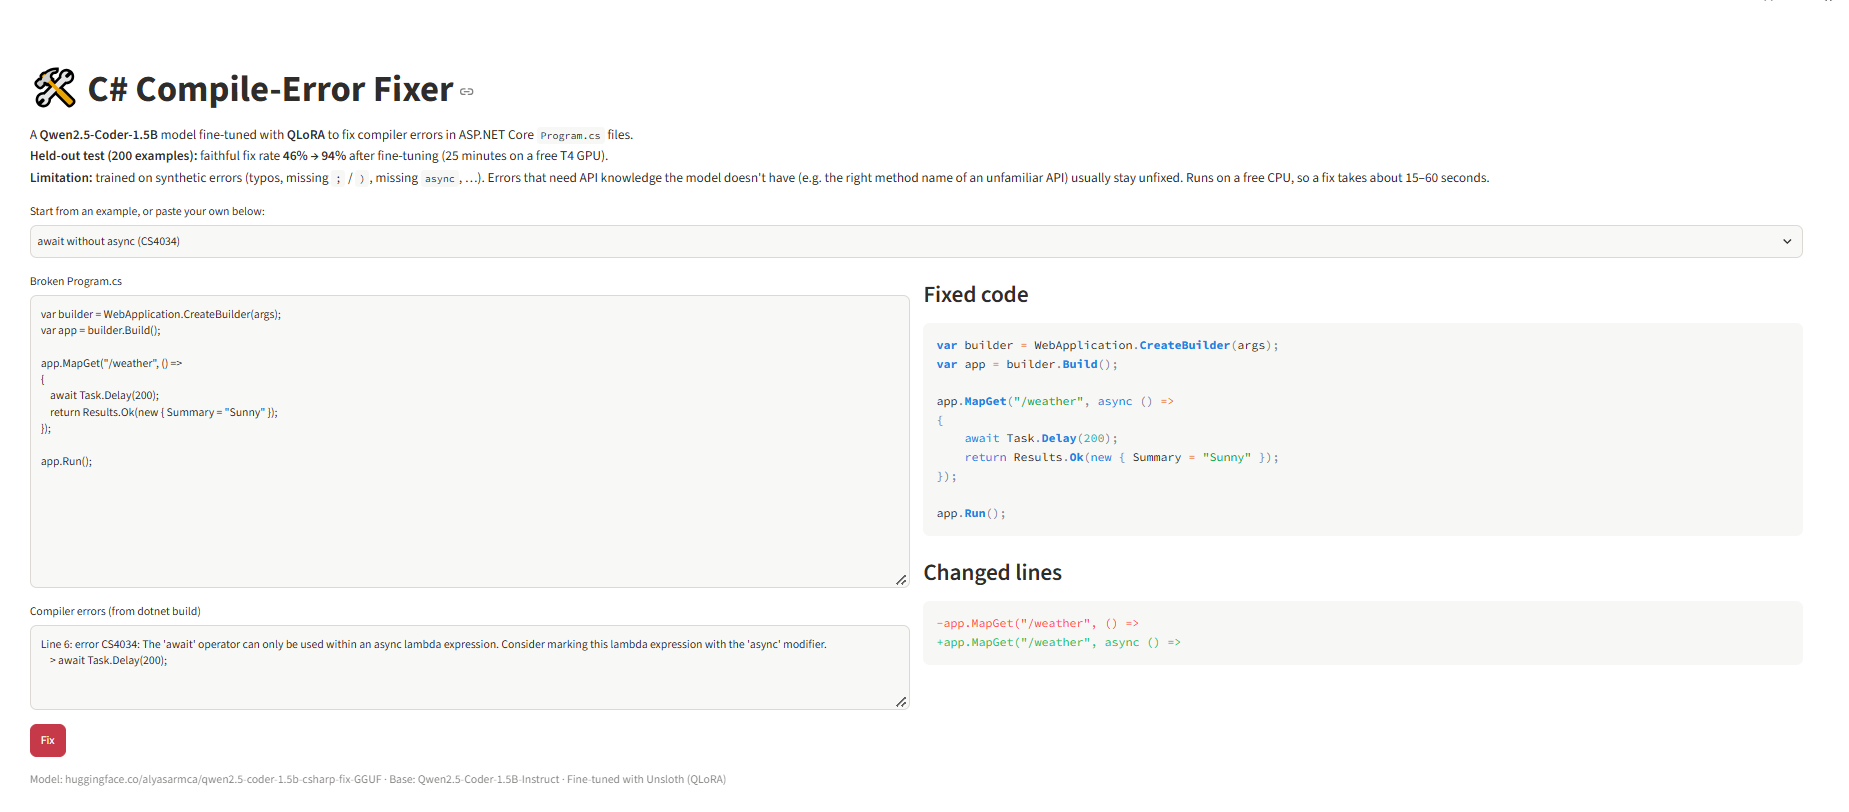 C# Compile-Error Fixer
A Qwen2.5-Coder-1.5B model fine-tuned with QLoRA to fix compiler errors in ASP.NET Core Program.cs files.
Held-out test (200 examples): faithful fix rate 46% → 94% after fine-tuning (25 minutes on a free T4 GPU).
Limitation: trained on synthetic errors (typos, missing ; / ) , missing async , …). Errors that need API knowledge the model doesn't have (e.g. the right method name of an unfamiliar API) usually stay unfixed. Runs on a free CPU, so a fix takes about 15–60 seconds.
Start from an example, or paste your own below:
await without async (CS4034)
Broken Program.cs
var builder = WebApplication.CreateBuilder(args);
var app = builder.Build();
app.MapGet("/weather", () =>
{
    await Task.Delay(200);
    return Results.Ok(new { Summary = "Sunny" });
});
app.Run();
Compiler errors (from dotnet build)
Line 6: error CS4034: The 'await' operator can only be used within an async lambda expression. Consider marking this lambda expression with the 'async' modifier.
    > await Task.Delay(200);
Fix
Fixed code
var builder = WebApplication.CreateBuilder(args);
var app = builder.Build();
app.MapGet("/weather", async () =>
{
    await Task.Delay(200);
    return Results.Ok(new { Summary = "Sunny" });
});
app.Run();
Changed lines
-app.MapGet("/weather", () =>
+app.MapGet("/weather", async () =>
Model: huggingface.co/alyasarmca/qwen2.5-coder-1.5b-csharp-fix-GGUF · Base: Qwen2.5-Coder-1.5B-Instruct · Fine-tuned with Unsloth (QLoRA)